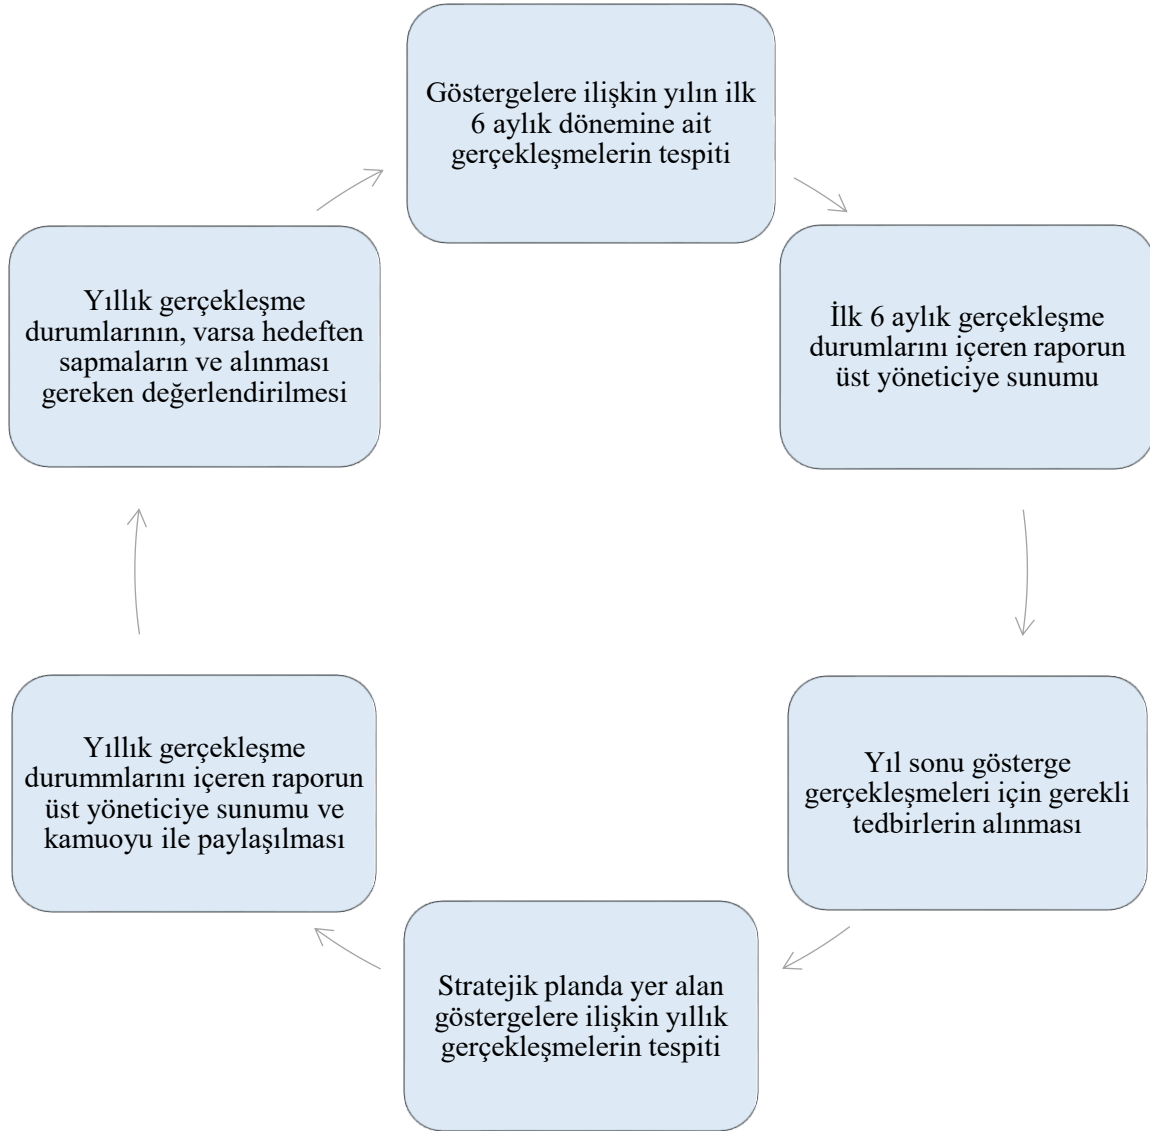 Göstergelere ilişkin yılın ilk
6 aylık dönemine ait
gerçekleşmelerin tespiti
İlk 6 aylık gerçekleşme
durumlarını içeren raporun
üst yöneticiye sunumu
Yıl sonu gösterge
gerçekleşmeleri için gerekli
tedbirlerin alınması
Stratejik planda yer alan
göstergelere ilişkin yıllık
gerçekleşmelerin tespiti
Yıllık gerçekleşme
durummlarını içeren raporun
üst yöneticiye sunumu ve
kamuoyu ile paylaşılması
Yıllık gerçekleşme
durumlarının, varsa hedeften
sapmaların ve alınması
gereken değerlendirilmesi